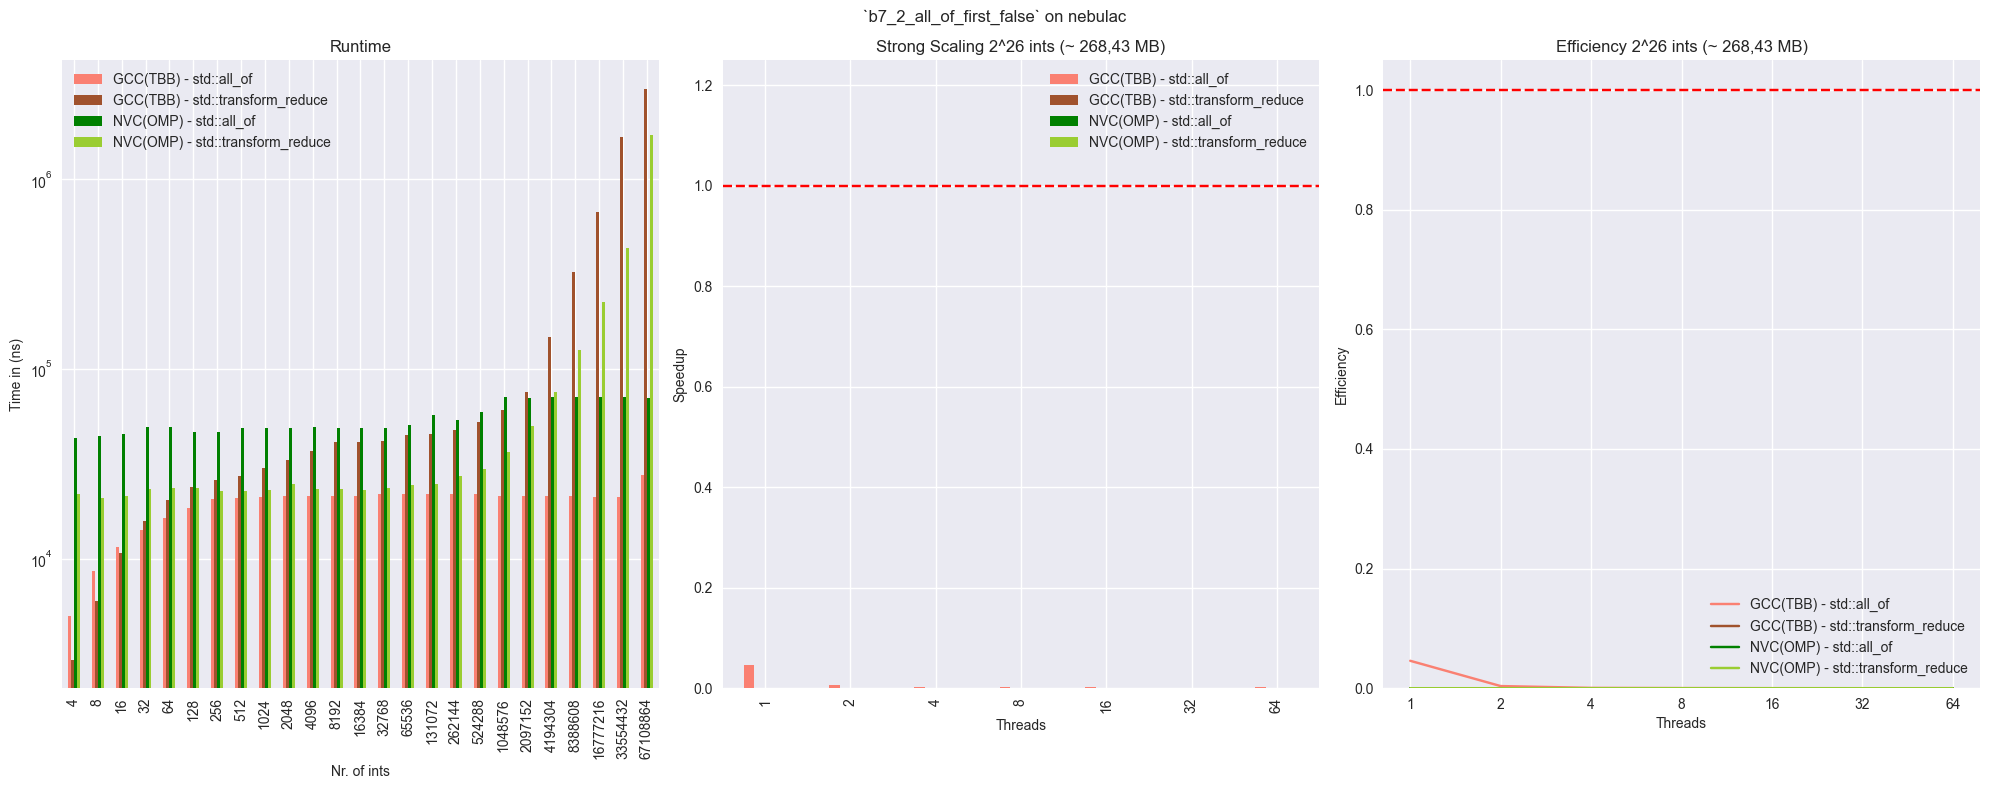 `b7_2_all_of_first_false` on nebulac
Runtime
GCC(TBB) - std::all_of
GCC(TBB) - std::transform_reduce
NVC(OMP) - std::all_of
NVC(OMP) - std::transform_reduce
Time in (ns)
10^6
10^5
10^4
4
8
16
32
64
128
256
512
1024
2048
4096
8192
16384
32768
65536
131072
262144
524288
1048576
2097152
4194304
8388608
16777216
33554432
67108864
Nr. of ints
Strong Scaling 2^26 ints (~ 268,43 MB)
GCC(TBB) - std::all_of
GCC(TBB) - std::transform_reduce
NVC(OMP) - std::all_of
NVC(OMP) - std::transform_reduce
Speedup
1.2
1.0
0.8
0.6
0.4
0.2
0.0
1
2
4
8
16
32
64
Threads
Efficiency 2^26 ints (~ 268,43 MB)
Efficiency
1.0
0.8
0.6
0.4
0.2
0.0
GCC(TBB) - std::all_of
GCC(TBB) - std::transform_reduce
NVC(OMP) - std::all_of
NVC(OMP) - std::transform_reduce
1
2
4
8
16
32
64
Threads